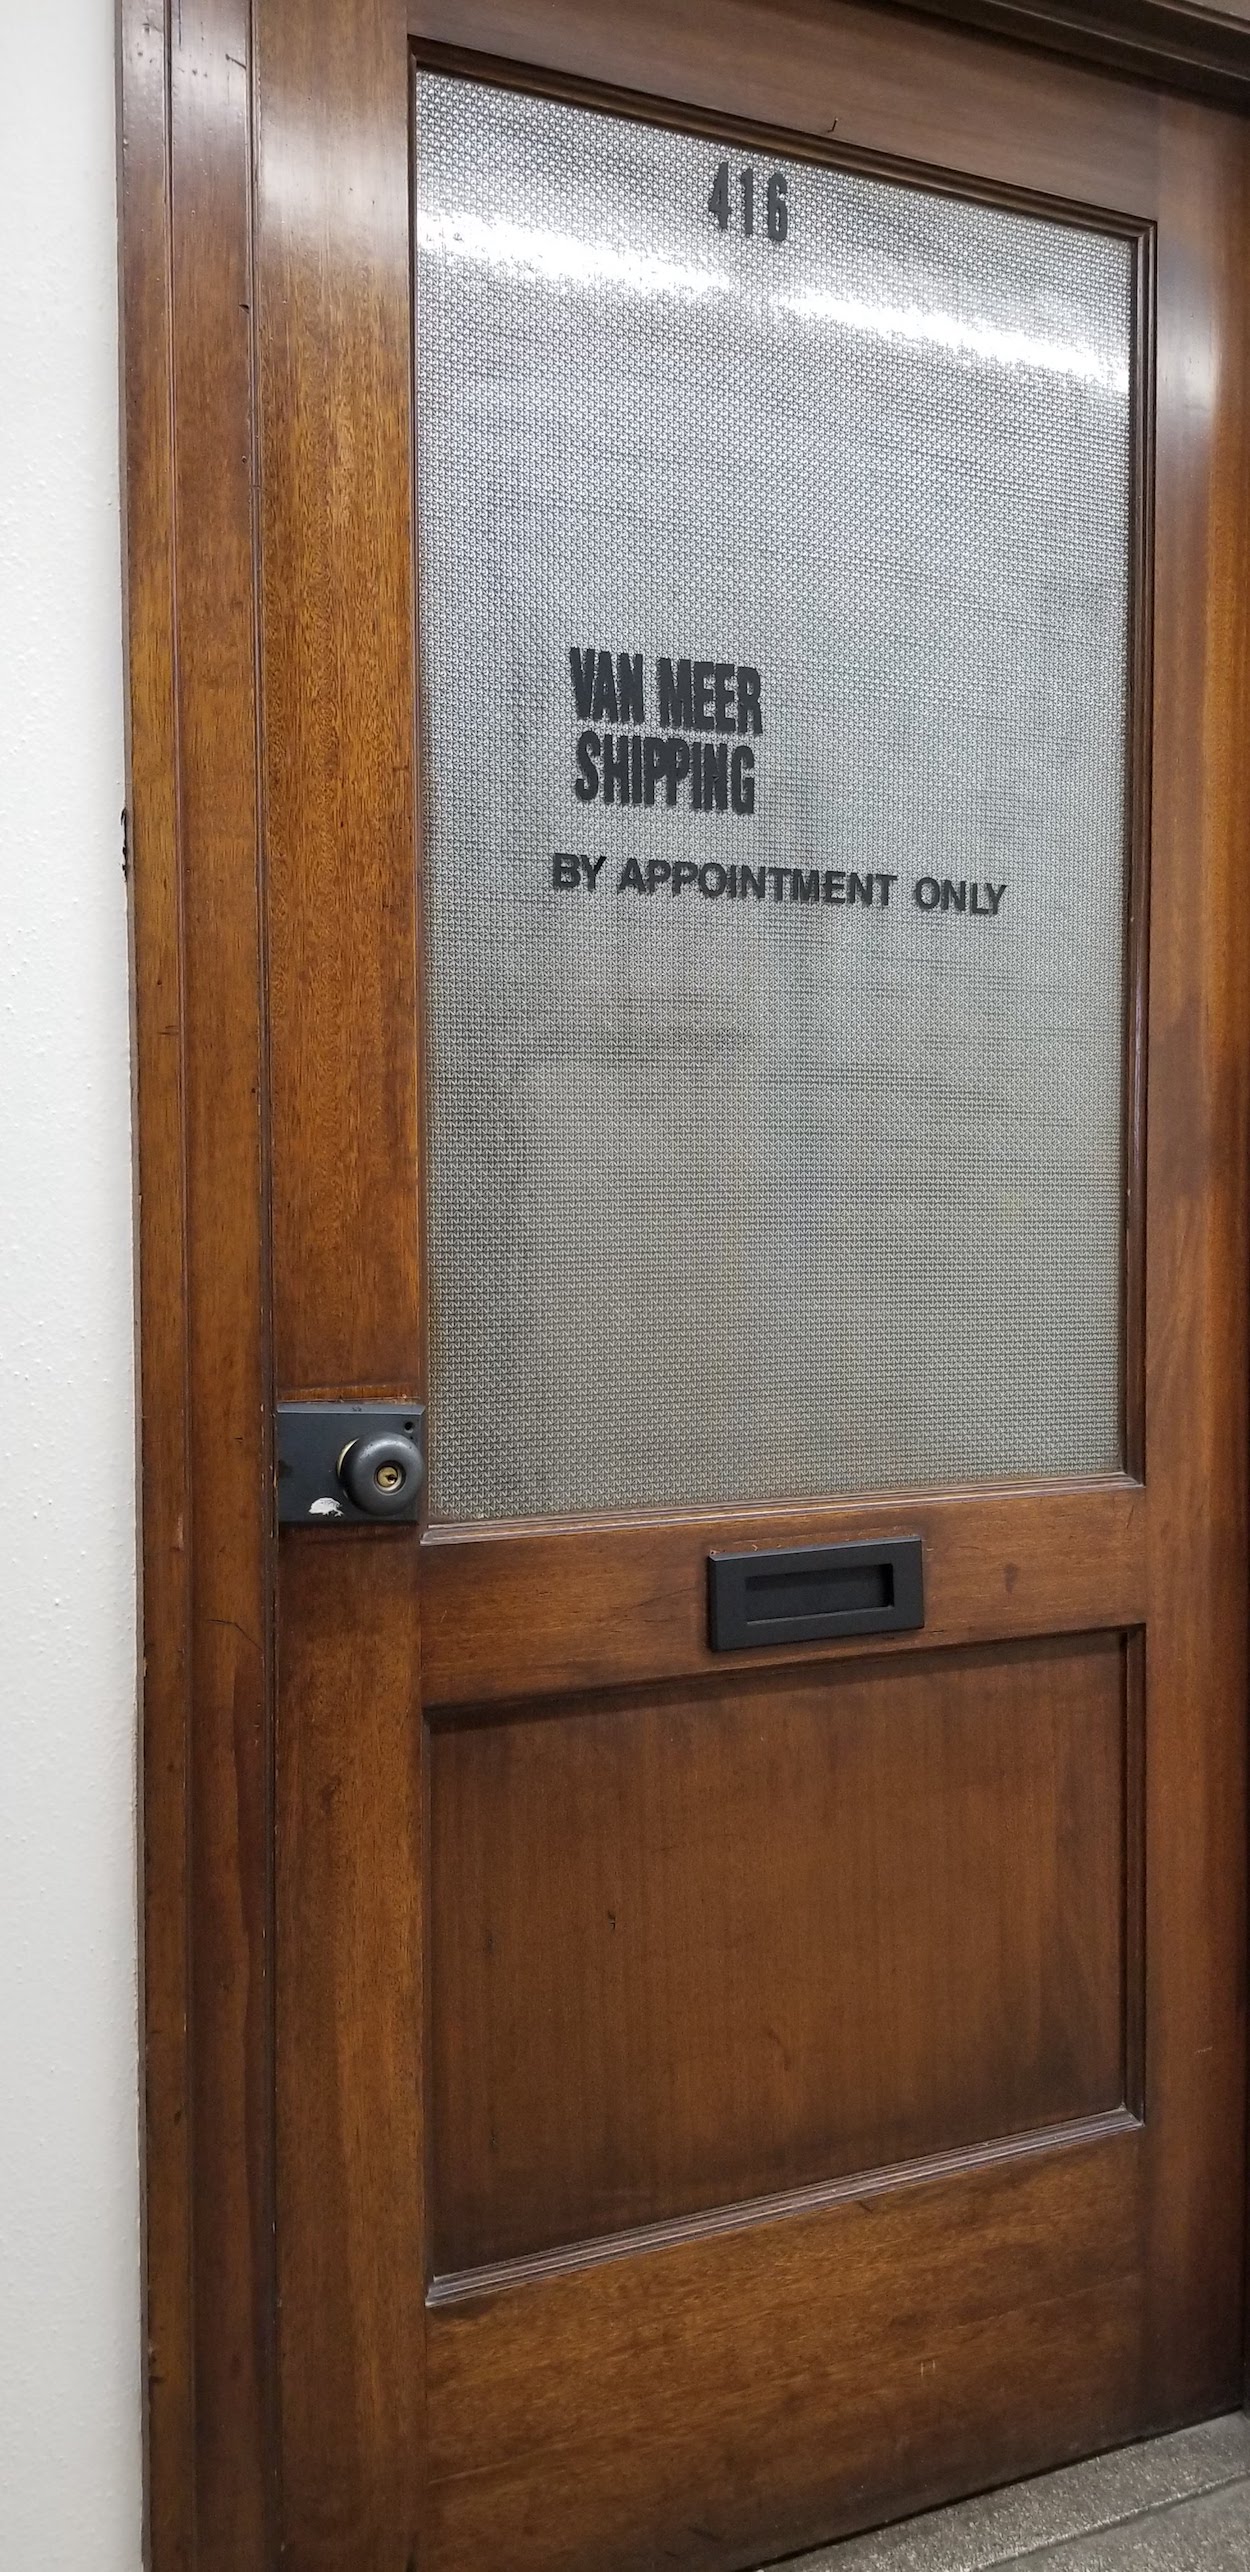 416
VAN MEER
SHIPPING
BY APPOINTMENT ONLY